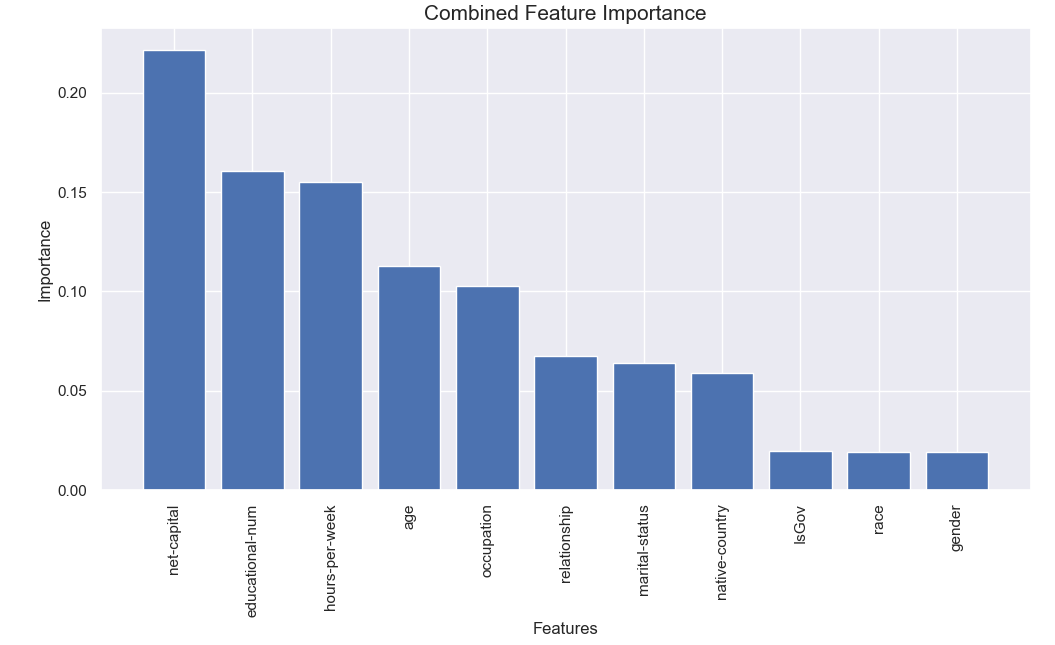 Combined Feature Importance
0.20
0.15
0.10
0.05
0.00
Importance
net-capital
educational-num
hours-per-week
age
occupation
relationship
marital-status
native-country
IsGov
race
gender
Features